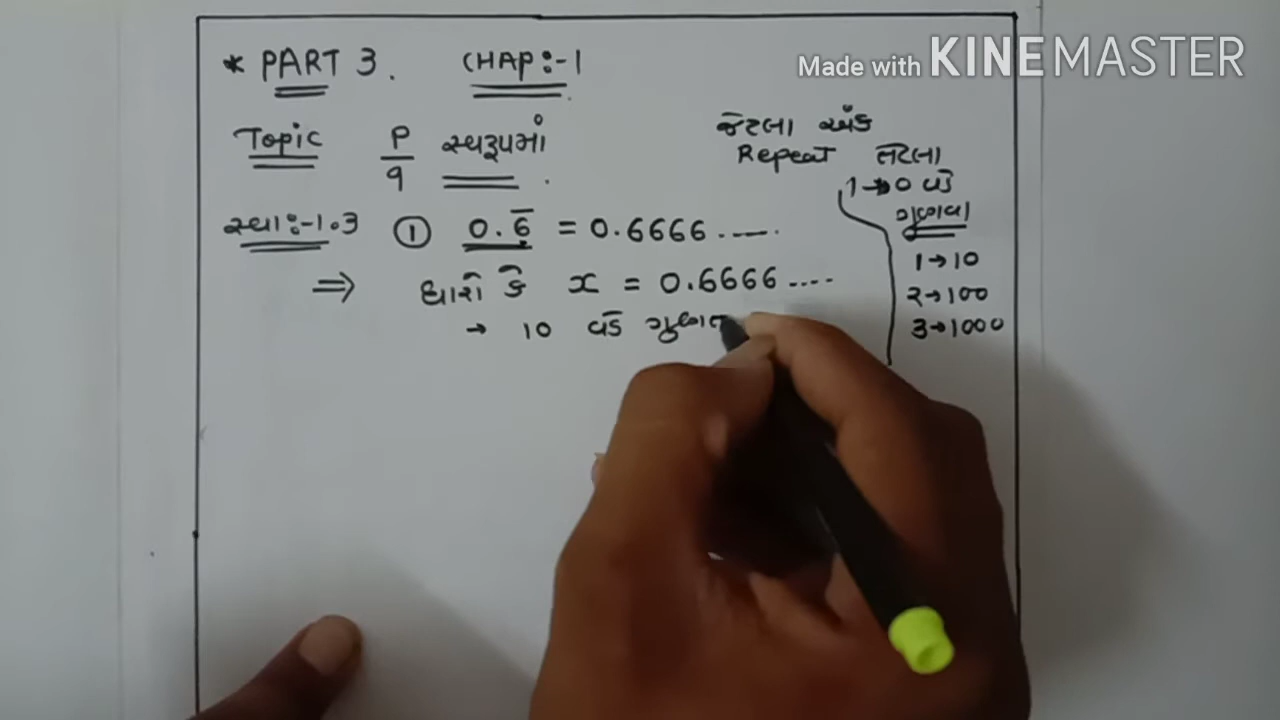 Made with KINEMASTER
* PART 3. CHAP:-1
Topic P/q સ્વરૂપમાં.
જેટલા અંક
Repeat તેટલા
1→0 વડે
ગુણવા
1→10
2→100
3→1000
સ્વા:-1.3 ① 0.6̅ = 0.6666.....
⇒ ધારો કે x = 0.6666....
→ 10 વડે ગુણતા